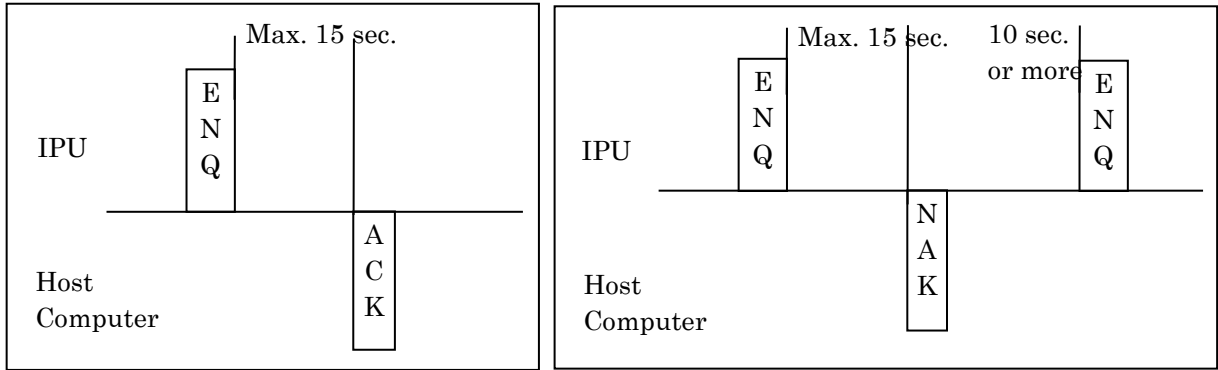 Max. 15 sec.
E
N
Q
IPU
A
C
K
Host
Computer
Max. 15 sec.
10 sec.
or more
E
N
Q
E
N
Q
IPU
N
A
K
Host
Computer